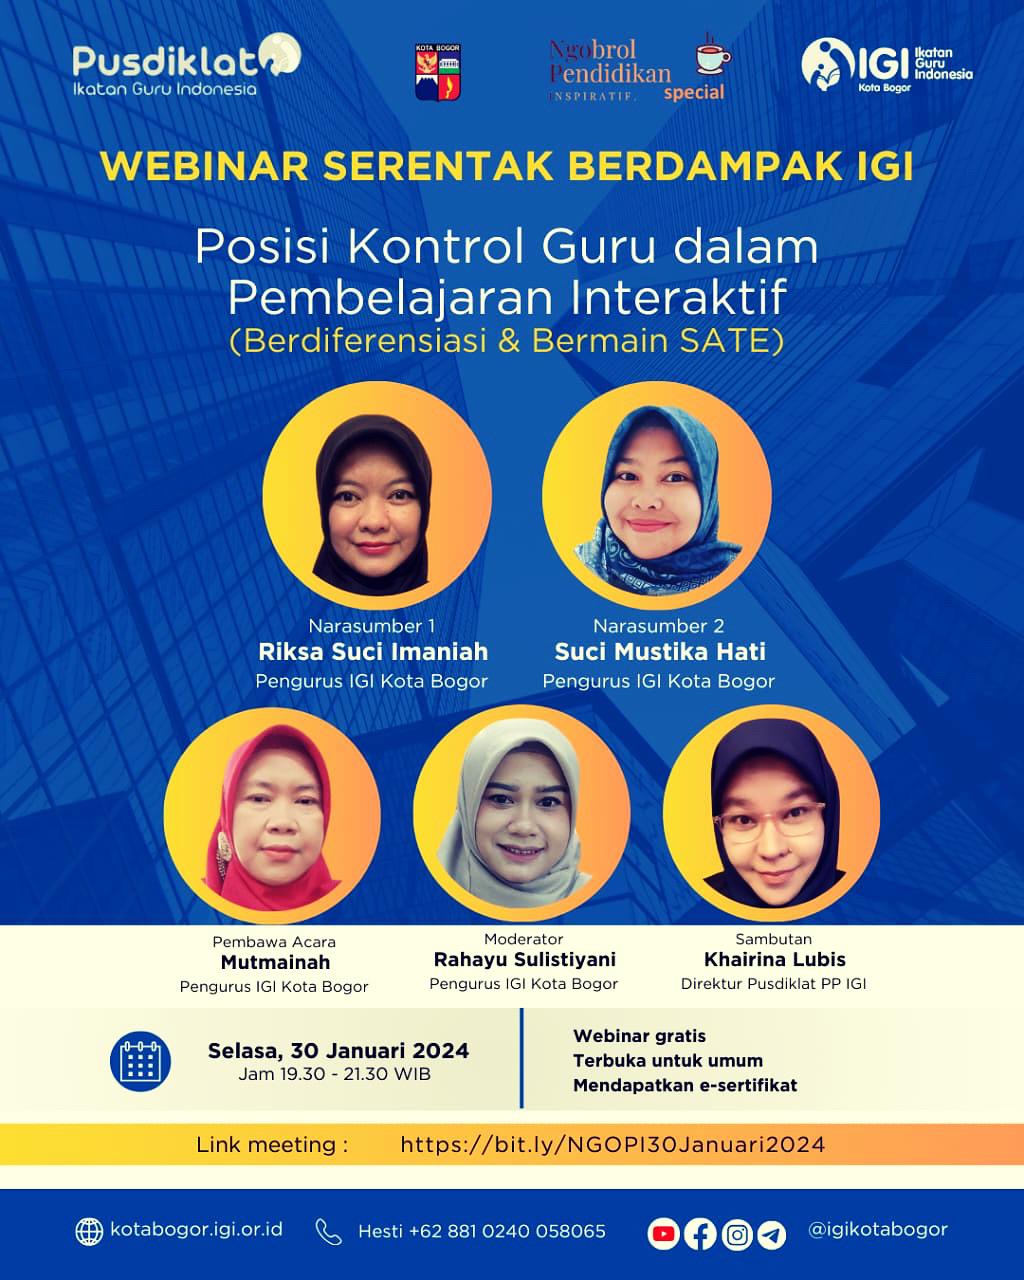 Pusdiklat
Ikatan Guru Indonesia
KOTA BOGOR
Ngobrol
Pendidikan
INSPIRATIF.
special
IGI
Ikatan
Guru
Indonesia
Kota Bogor
WEBINAR SERENTAK BERDAMPAK IGI
Posisi Kontrol Guru dalam
Pembelajaran Interaktif
(Berdiferensiasi & Bermain SATE)
Narasumber 1
Riksa Suci Imaniah
Pengurus IGI Kota Bogor
Narasumber 2
Suci Mustika Hati
Pengurus IGI Kota Bogor
Pembawa Acara
Mutmainah
Pengurus IGI Kota Bogor
Moderator
Rahayu Sulistiyani
Pengurus IGI Kota Bogor
Sambutan
Khairina Lubis
Direktur Pusdiklat PP IGI
Selasa, 30 Januari 2024
Jam 19.30 - 21.30 WIB
Webinar gratis
Terbuka untuk umum
Mendapatkan e-sertifikat
Link meeting : https://bit.ly/NGOPI30Januari2024
kotabogor.igi.or.id
Hesti +62 881 0240 058065
@igikotabogor